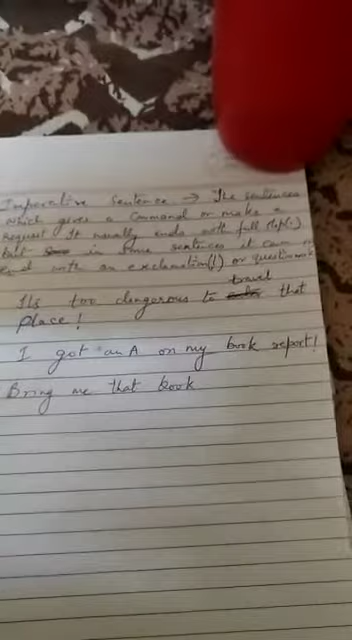 Imperative Sentence → The sentences
which gives a Command or make a
request It usually ends with full stop(.)
but in some sentences it can
end with an exclamation(!) or question mark
Its too dangerous to travel that
place!
I got an A on my book report!
Bring me that book